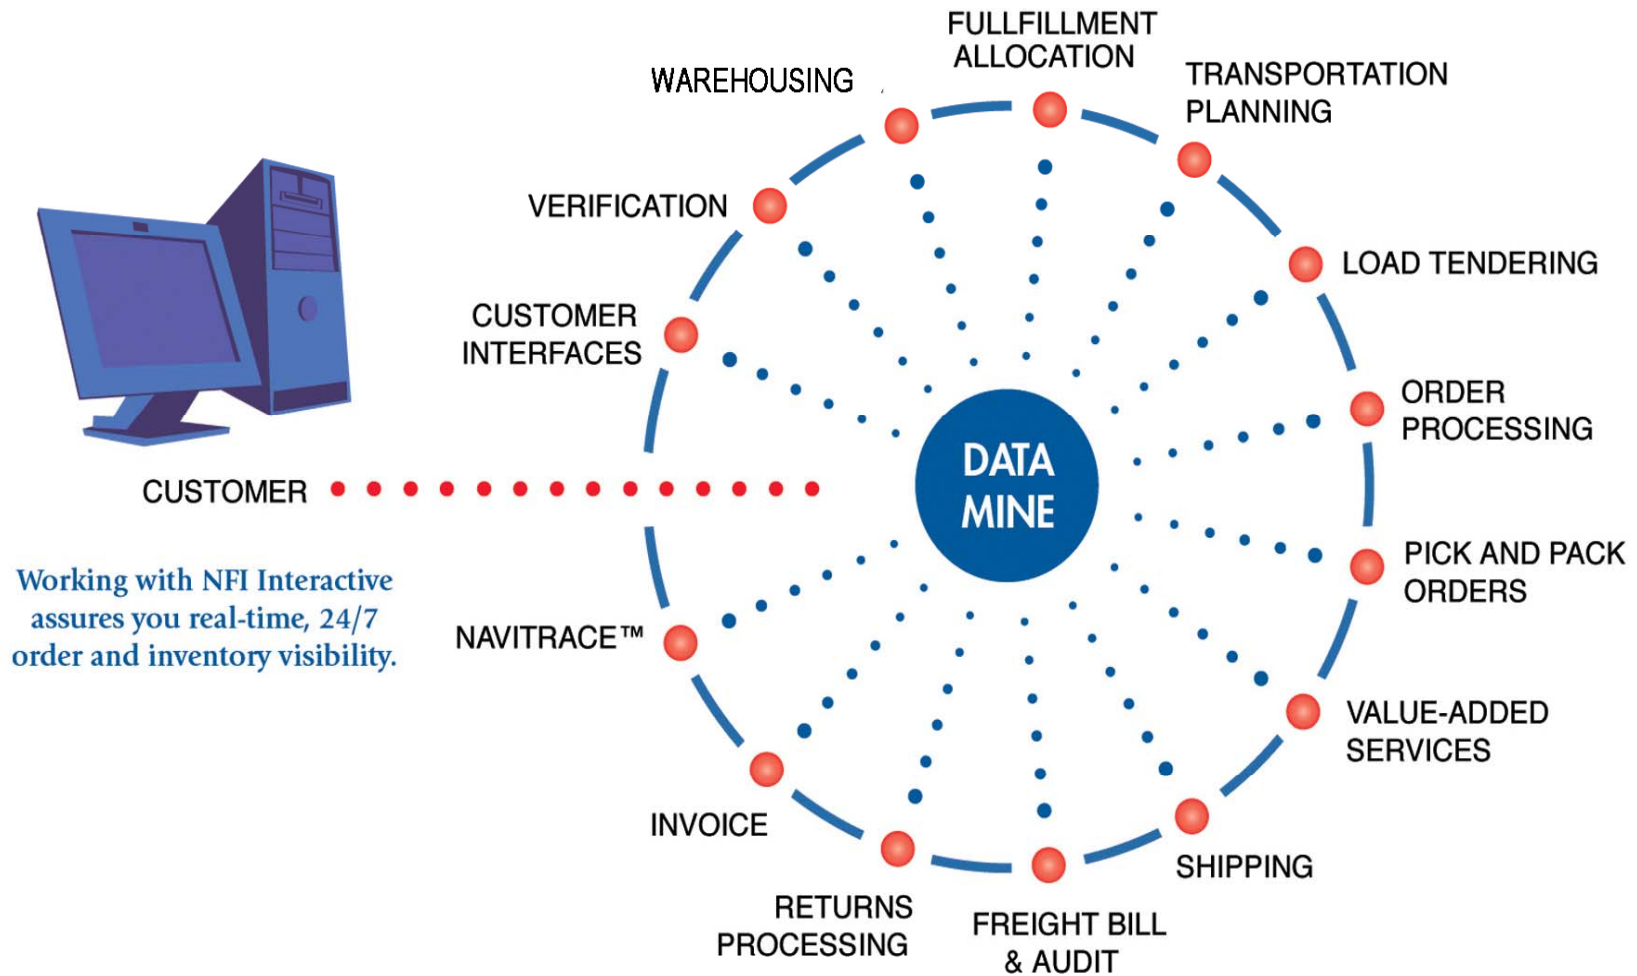 FULLFILLMENT
ALLOCATION
WAREHOUSING
TRANSPORTATION
PLANNING
VERIFICATION
LOAD TENDERING
CUSTOMER
INTERFACES
ORDER
PROCESSING
DATA
MINE
CUSTOMER
PICK AND PACK
ORDERS
Working with NFI Interactive
assures you real-time, 24/7
order and inventory visibility.
NAVITRACE™
VALUE-ADDED
SERVICES
INVOICE
SHIPPING
RETURNS
PROCESSING
FREIGHT BILL
& AUDIT